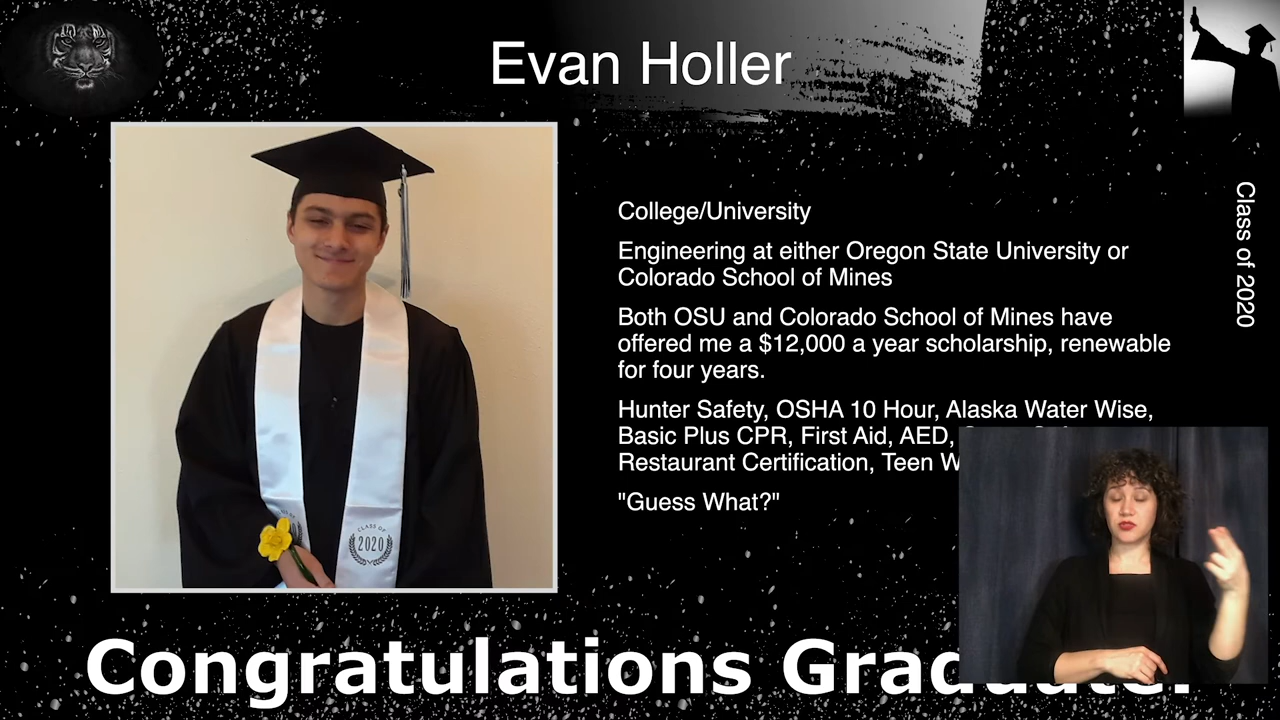 Evan Holler
College/University
Engineering at either Oregon State University or
Colorado School of Mines
Both OSU and Colorado School of Mines have
offered me a $12,000 a year scholarship, renewable
for four years.
Hunter Safety, OSHA 10 Hour, Alaska Water Wise,
Basic Plus CPR, First Aid, AED,
Restaurant Certification, Teen
"Guess What?"
Class of 2020
CLASS OF
2020
Congratulations